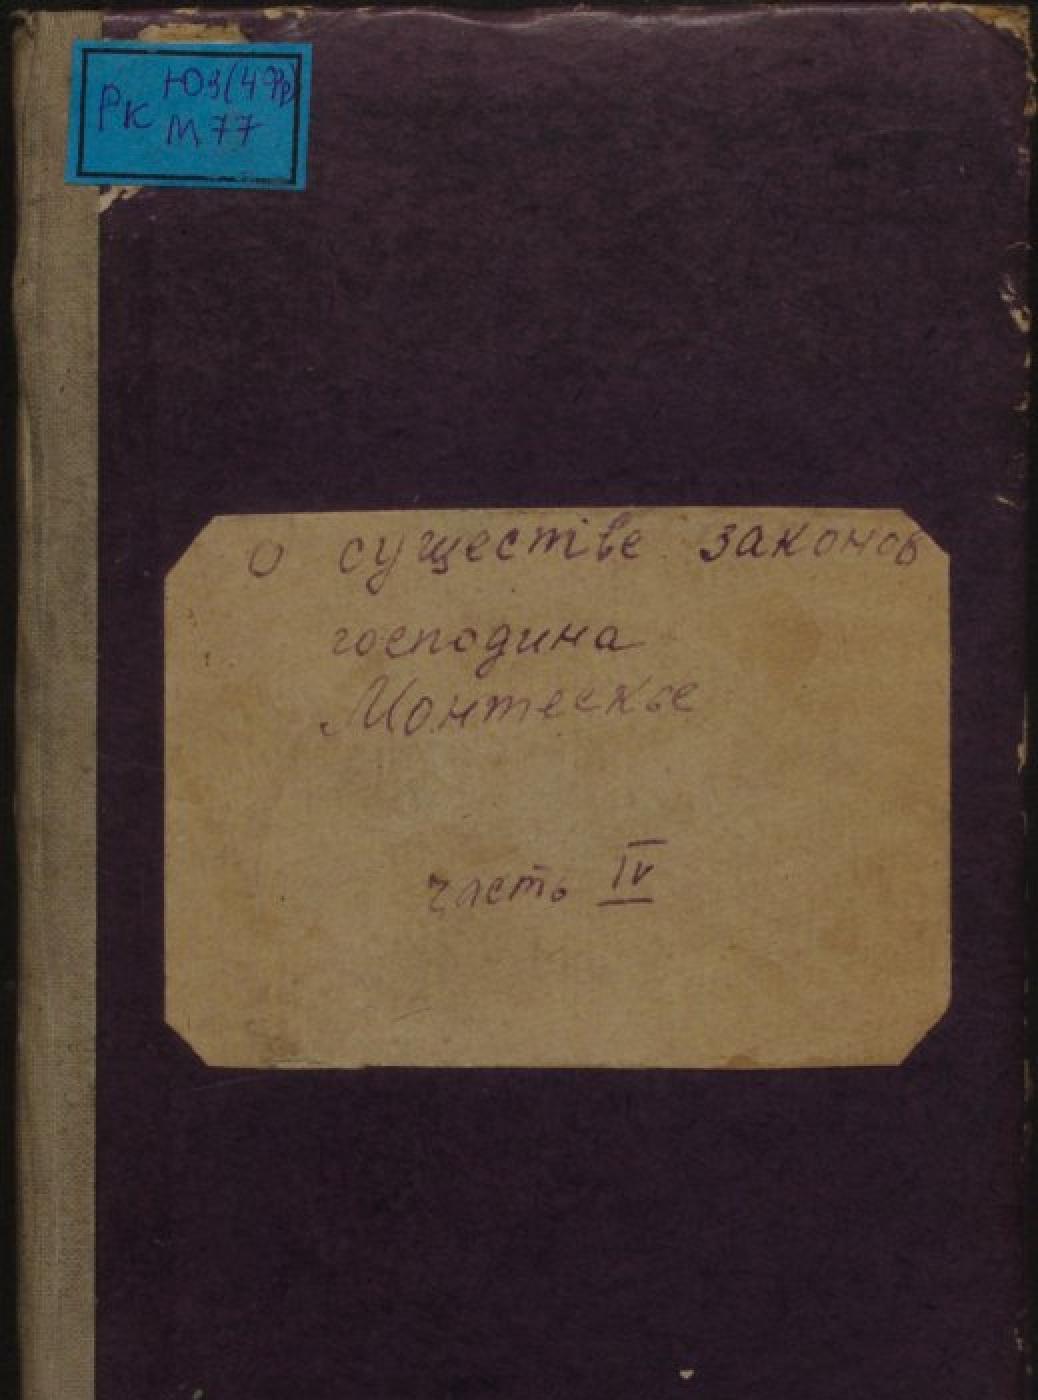 Рк Ю3(4Фр)
М77
О существе законов
господина
Монтескье
часть IV